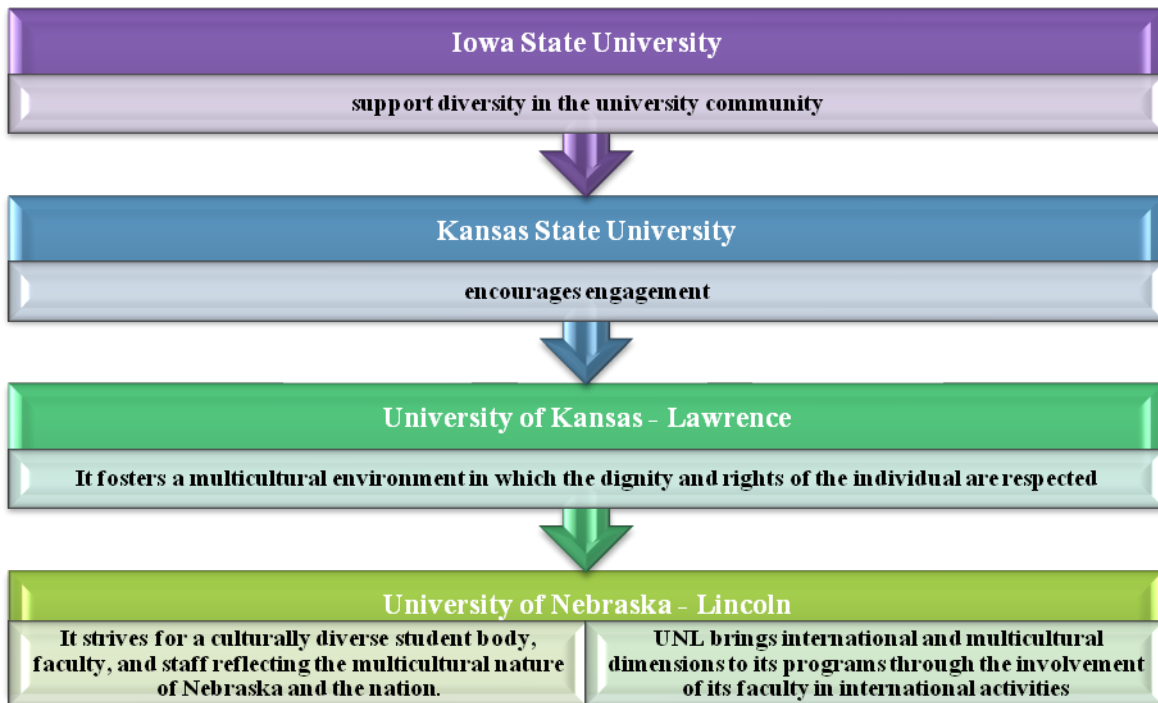 Iowa State University
support diversity in the university community
Kansas State University
encourages engagement
University of Kansas - Lawrence
It fosters a multicultural environment in which the dignity and rights of the individual are respected
University of Nebraska - Lincoln
It strives for a culturally diverse student body,
faculty, and staff reflecting the multicultural nature
of Nebraska and the nation.
UNL brings international and multicultural
dimensions to its programs through the involvement
of its faculty in international activities